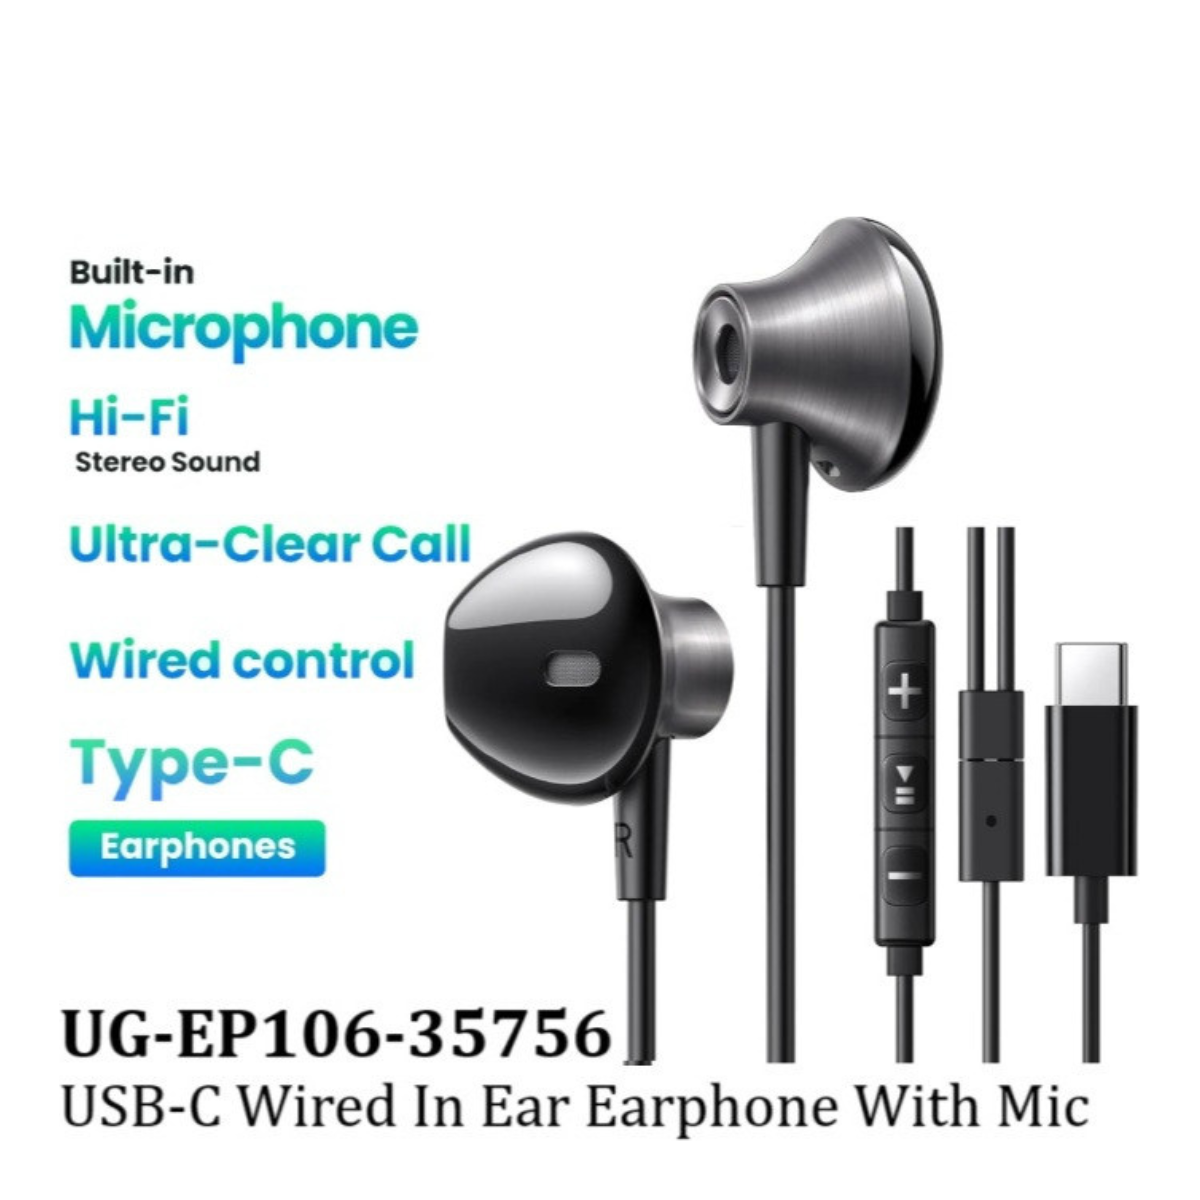 Built-in
Microphone
Hi-Fi
Stereo Sound
Ultra-Clear Call
Wired control
Type-C
Earphones
R
UG-EP106-35756
USB-C Wired In Ear Earphone With Mic